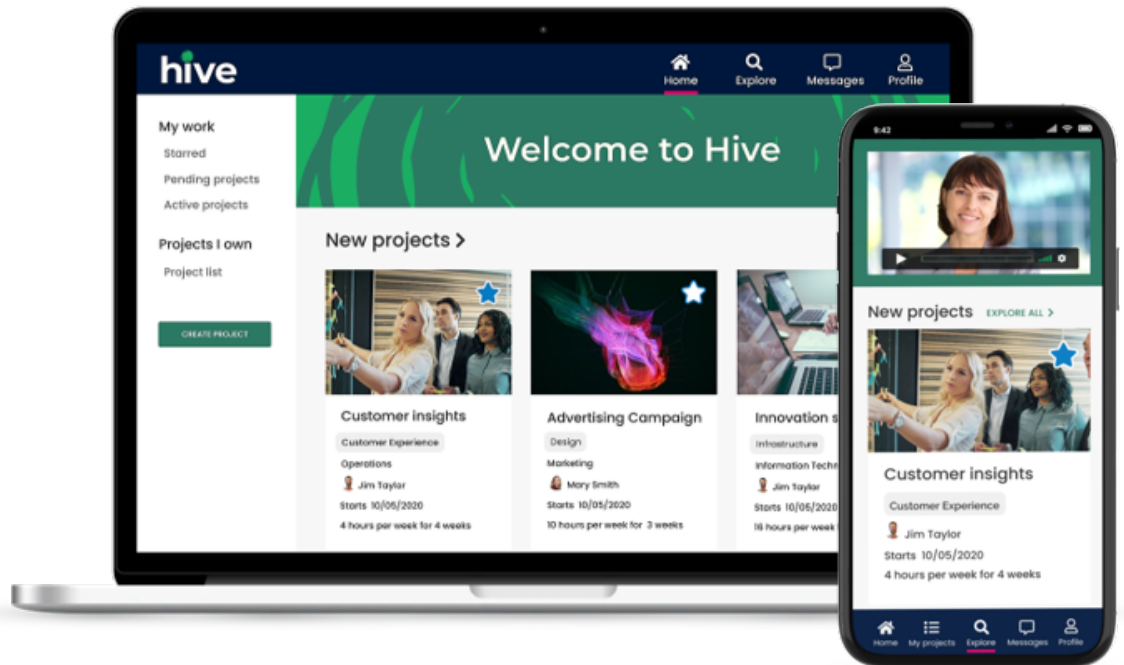 hive
Home
Explore
Messages
Profile
My work
Starred
Pending projects
Active projects
Projects I own
Project list
CREATE PROJECT
Welcome to Hive
New projects
Customer insights
Customer Experience
Operations
Jim Taylor
Starts 10/05/2020
4 hours per week for 4 weeks
Advertising Campaign
Design
Marketing
Mary Smith
Starts 10/05/2020
10 hours per week for 3 weeks
Innovation s
Infrastructure
Information Techn
Jim Taylor
Starts 10/05/2020
16 hours per week
9:42
New projects EXPLORE ALL
Customer insights
Customer Experience
Jim Taylor
Starts 10/05/2020
4 hours per week for 4 weeks
Home
My projects
Explore
Messages
Profile